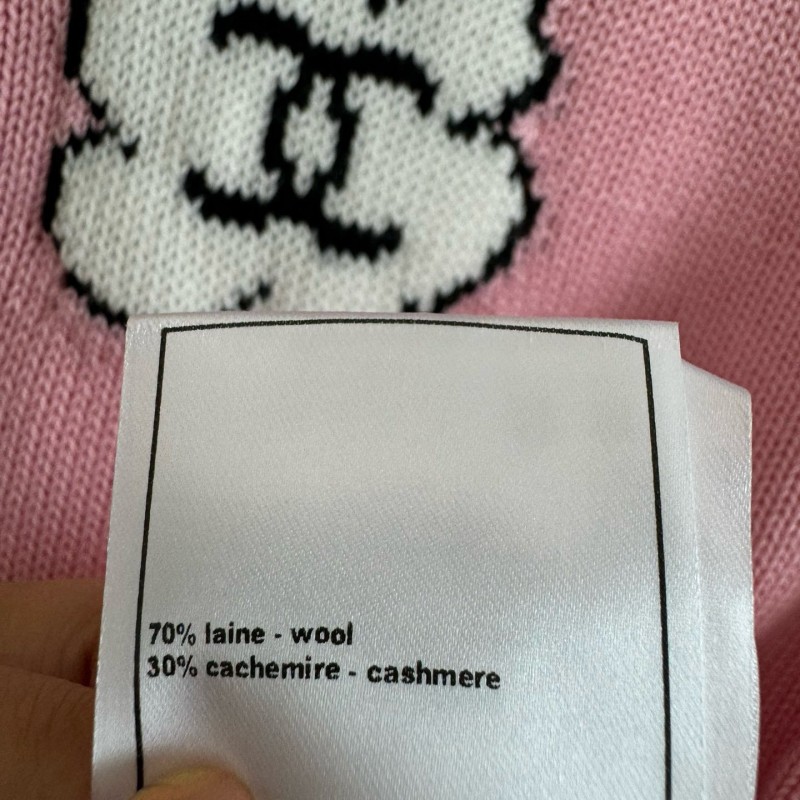 70% laine - wool
30% cachemire - cashmere